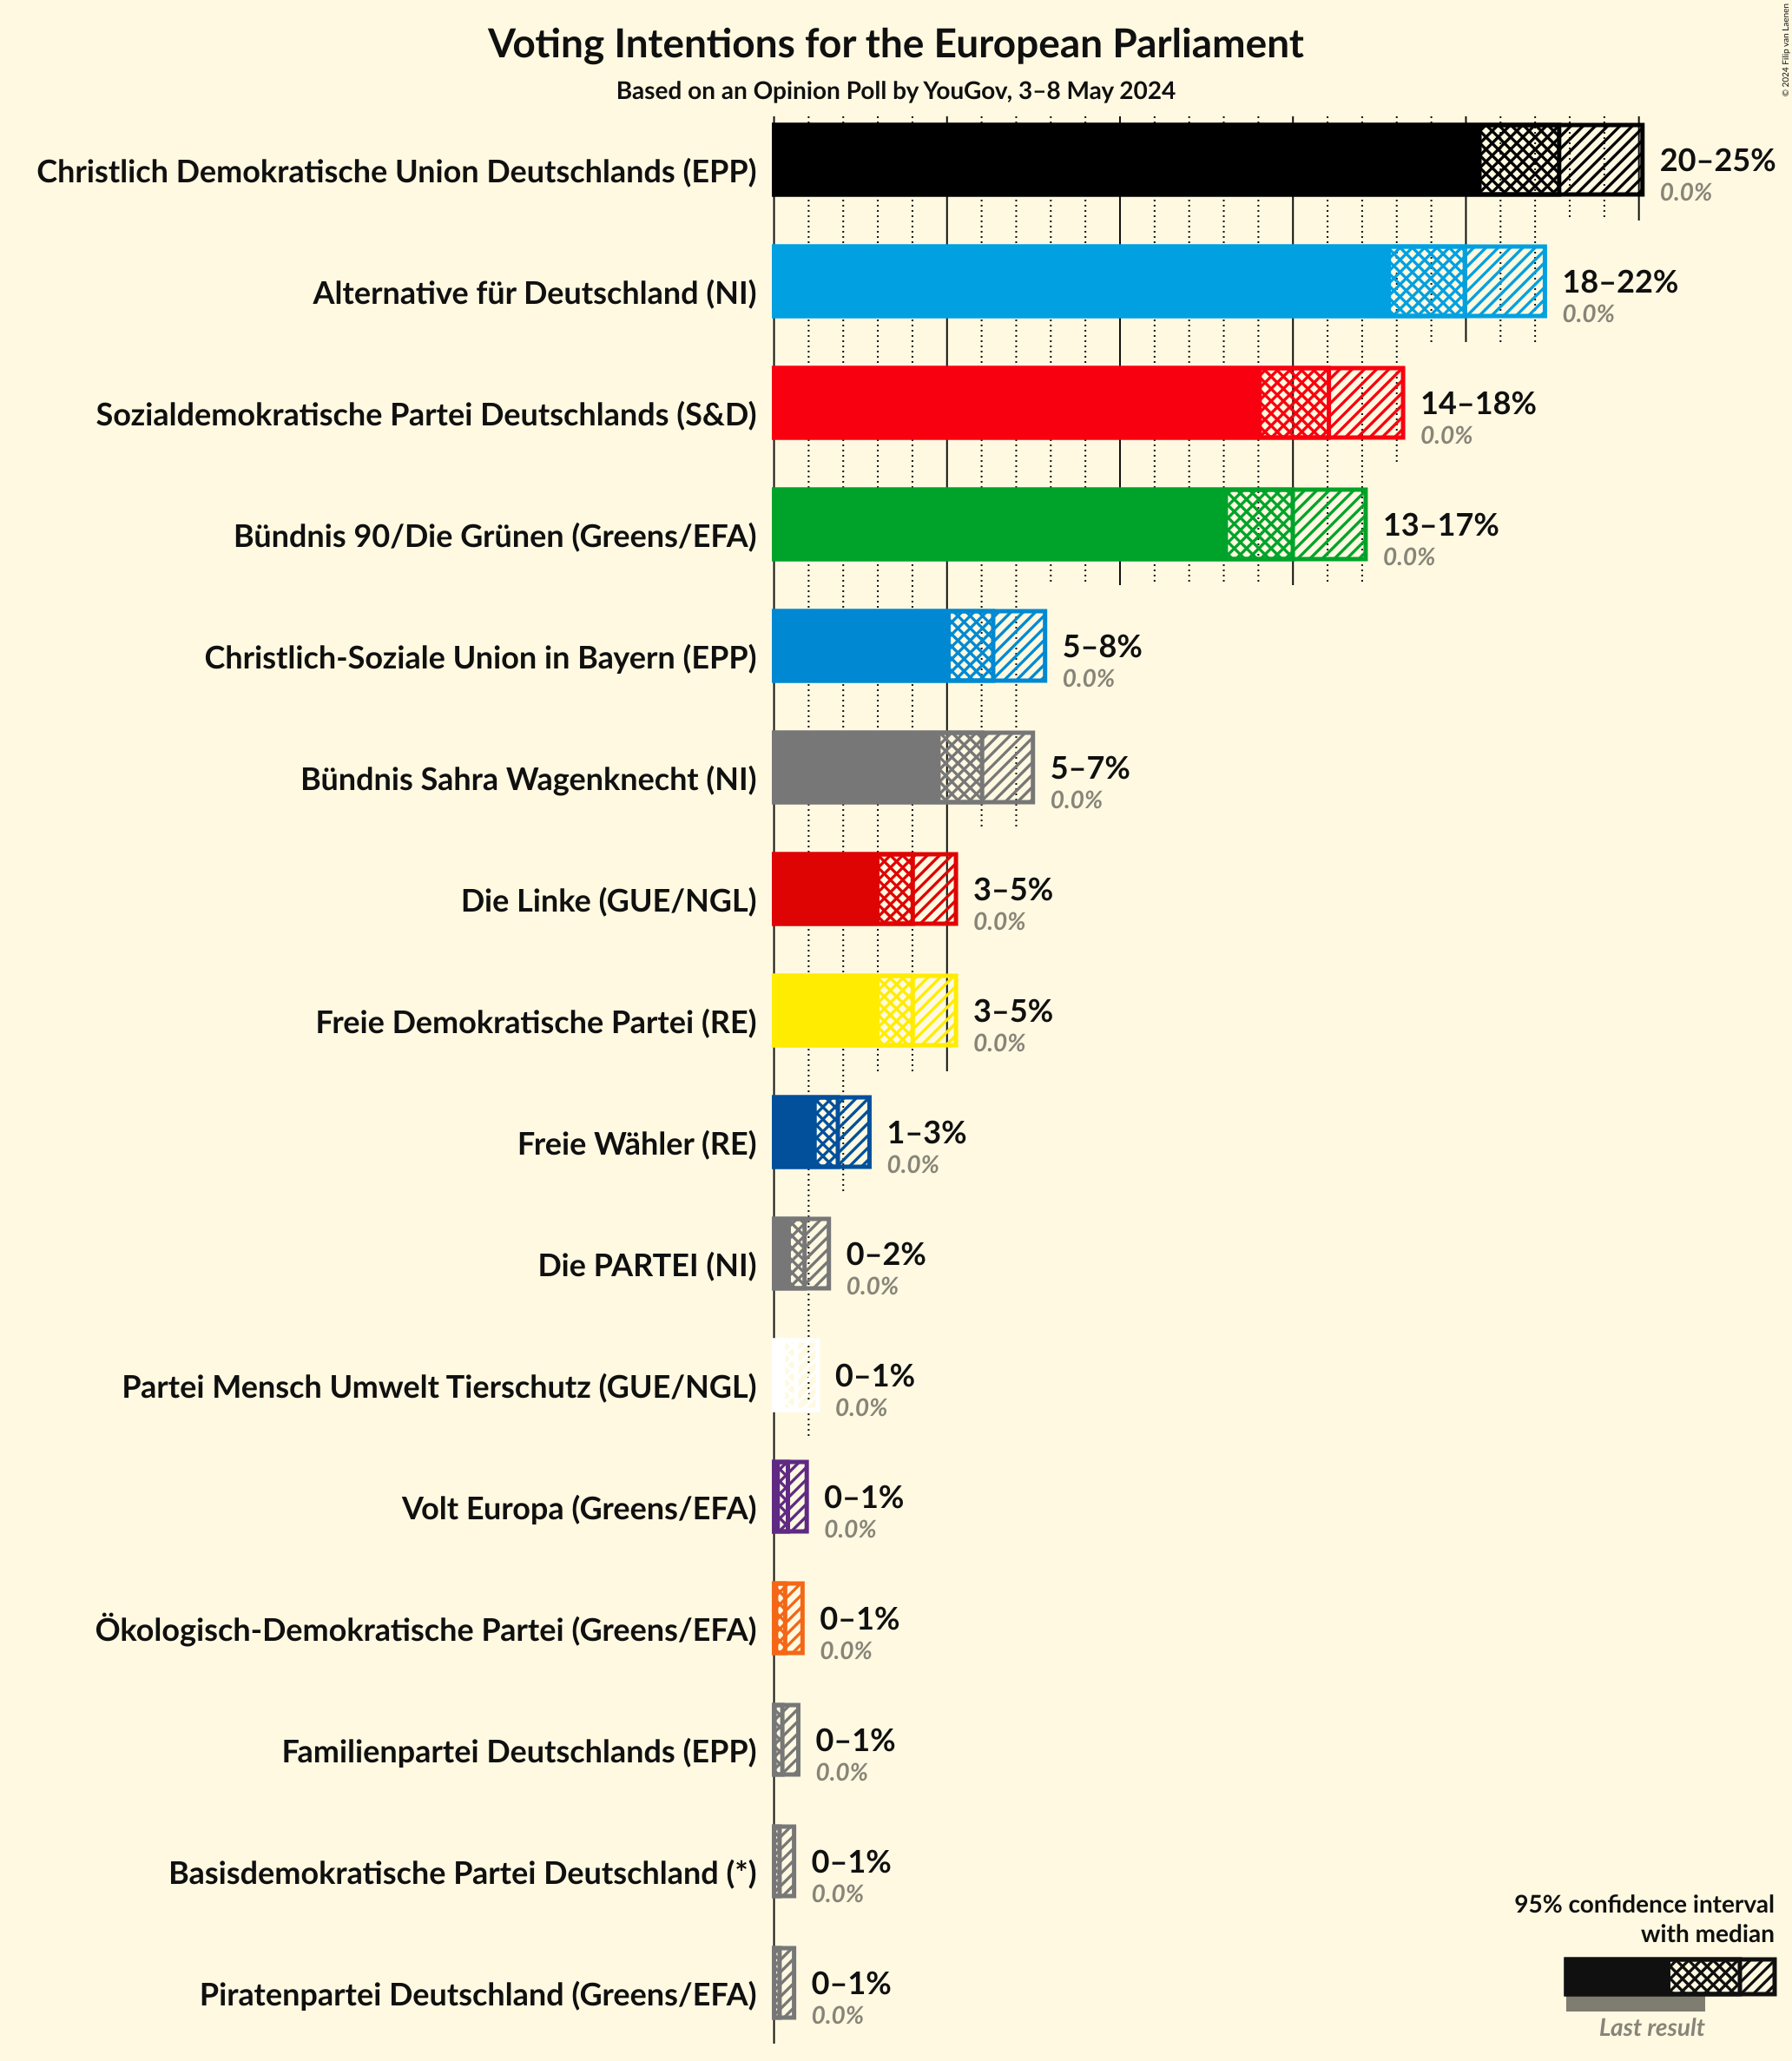 Voting Intentions for the European Parliament
Based on an Opinion Poll by YouGov, 3–8 May 2024
© 2024 Filip van Laenen
Christlich Demokratische Union Deutschlands (EPP)
20–25%
0.0%
Alternative für Deutschland (NI)
18–22%
0.0%
Sozialdemokratische Partei Deutschlands (S&D)
14–18%
0.0%
Bündnis 90/Die Grünen (Greens/EFA)
13–17%
0.0%
Christlich-Soziale Union in Bayern (EPP)
5–8%
0.0%
Bündnis Sahra Wagenknecht (NI)
5–7%
0.0%
Die Linke (GUE/NGL)
3–5%
0.0%
Freie Demokratische Partei (RE)
3–5%
0.0%
Freie Wähler (RE)
1–3%
0.0%
Die PARTEI (NI)
0–2%
0.0%
Partei Mensch Umwelt Tierschutz (GUE/NGL)
0–1%
0.0%
Volt Europa (Greens/EFA)
0–1%
0.0%
Ökologisch-Demokratische Partei (Greens/EFA)
0–1%
0.0%
Familienpartei Deutschlands (EPP)
0–1%
0.0%
Basisdemokratische Partei Deutschland (*)
0–1%
0.0%
Piratenpartei Deutschland (Greens/EFA)
0–1%
0.0%
95% confidence interval
with median
Last result